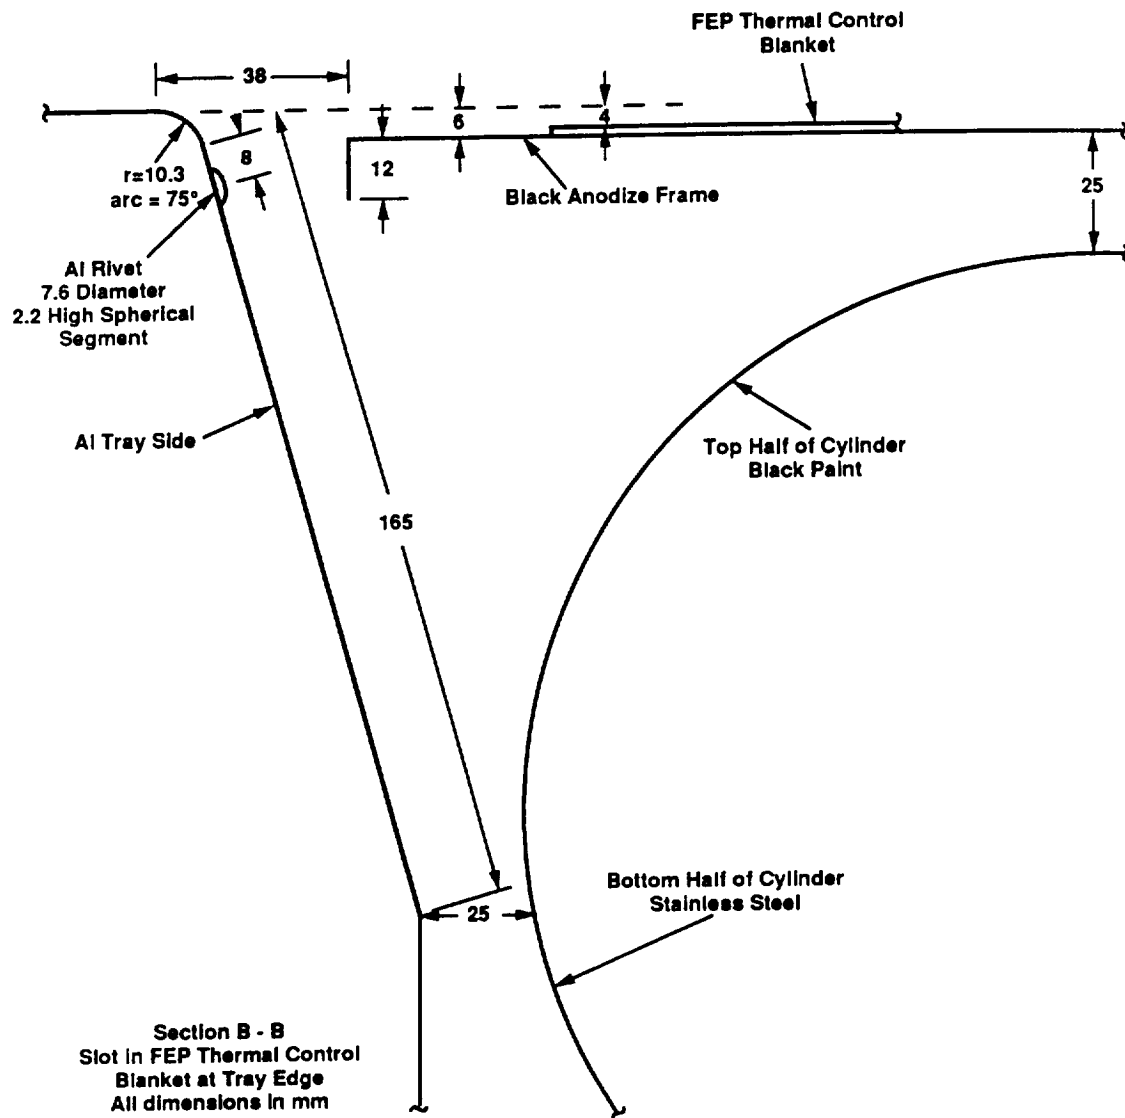 FEP Thermal Control
Blanket
38
6
4
8
12
r=10.3
arc = 75°
Black Anodize Frame
25
Al Rivet
7.6 Diameter
2.2 High Spherical
Segment
Al Tray Side
Top Half of Cylinder
Black Paint
165
Bottom Half of Cylinder
Stainless Steel
25
Section B - B
Slot in FEP Thermal Control
Blanket at Tray Edge
All dimensions in mm